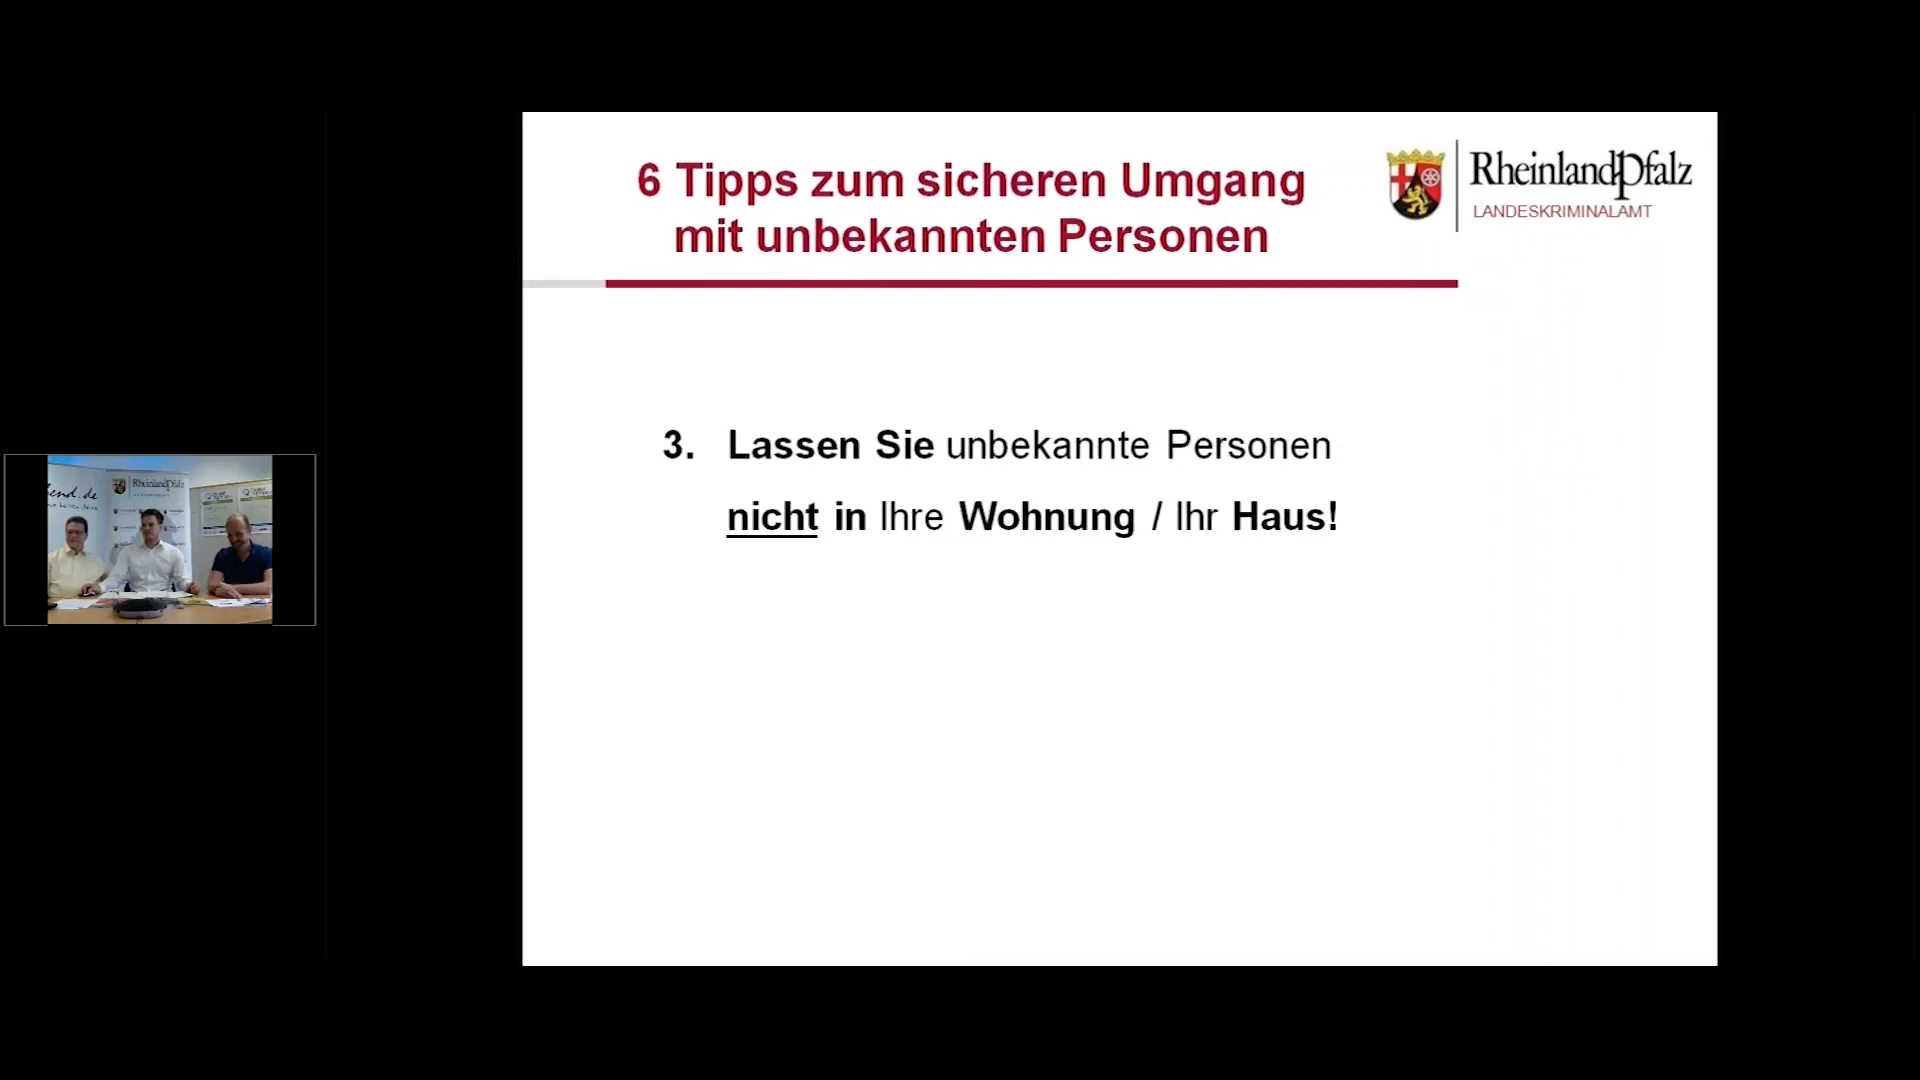 6 Tipps zum sicheren Umgang
mit unbekannten Personen
RheinlandPfalz
LANDESKRIMINALAMT
3. Lassen Sie unbekannte Personen
nicht in Ihre Wohnung / Ihr Haus!
RheinlandPfalz